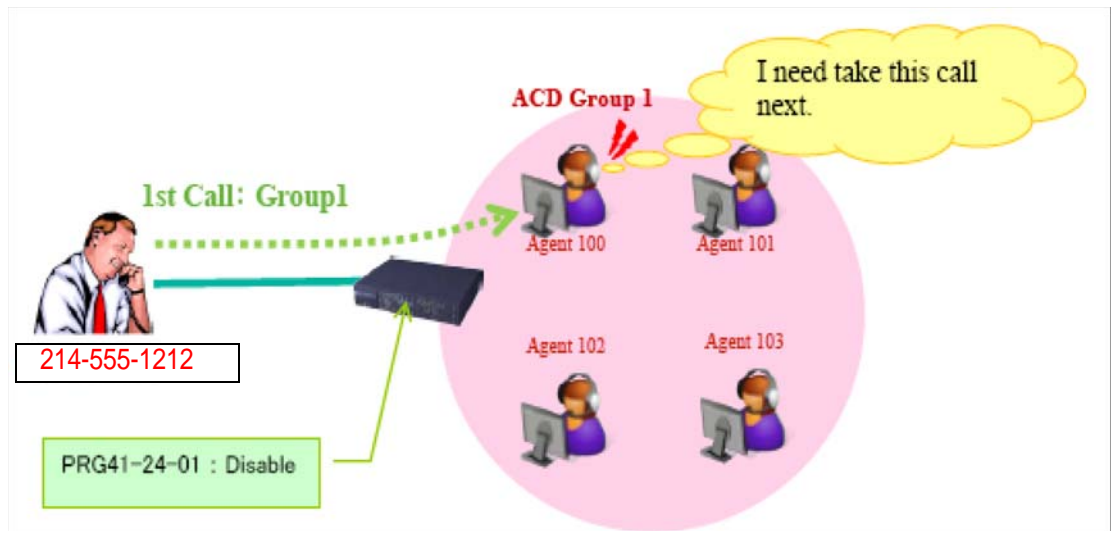 I need take this call
next.
ACD Group 1
1st Call: Group1
Agent 100
Agent 101
Agent 102
Agent 103
214-555-1212
PRG41-24-01 : Disable